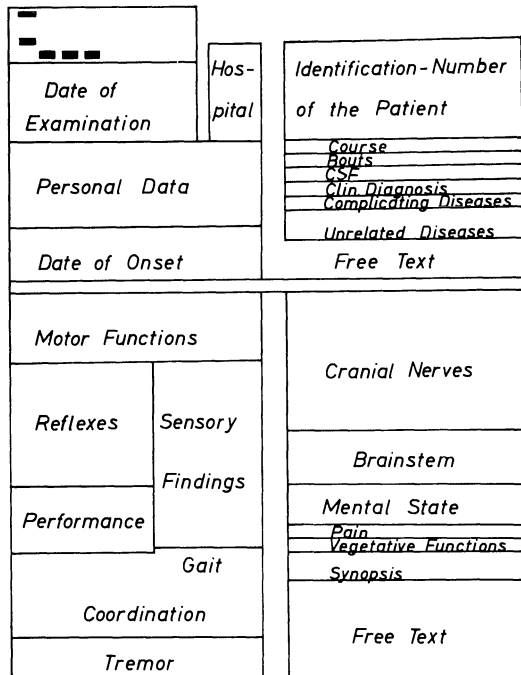 Date of
Examination
Hos-
pital
Personal Data
Date of Onset
Identification-Number
of the Patient
Course
Bouts
CSF
Clin. Diagnosis
Complicating Diseases
Unrelated Diseases
Free Text
Motor Functions
Reflexes
Sensory
Findings
Performance
Gait
Coordination
Tremor
Cranial Nerves
Brainstem
Mental State
Pain
Vegetative Functions
Synopsis
Free Text